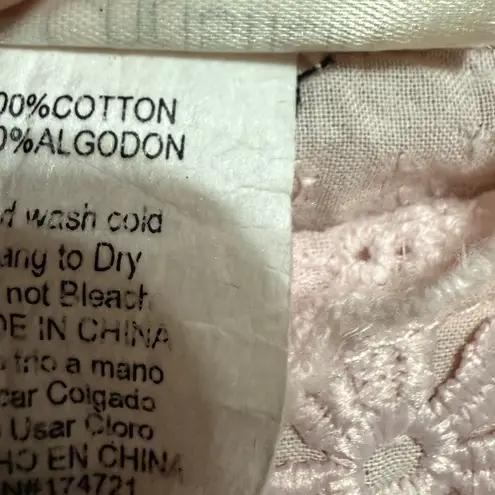 00%COTTON
0%ALGODON
d wash cold
ang to Dry
not Bleach
DE IN CHINA
frio a mano
car Colgado
Usar Cloro
HO EN CHINA
N#174721